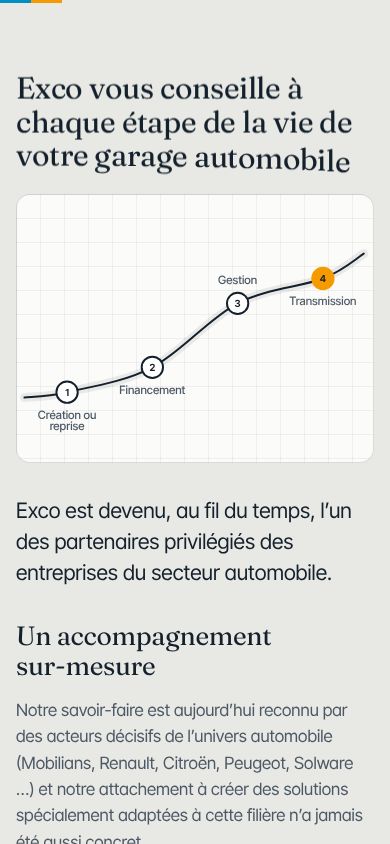 Exco vous conseille à
chaque étape de la vie de
votre garage automobile
Gestion
4
3
Transmission
2
Financement
1
Création ou
reprise
Exco est devenu, au fil du temps, l’un
des partenaires privilégiés des
entreprises du secteur automobile.
Un accompagnement
sur-mesure
Notre savoir-faire est aujourd’hui reconnu par
des acteurs décisifs de l’univers automobile
(Mobilians, Renault, Citroën, Peugeot, Solware
…) et notre attachement à créer des solutions
spécialement adaptées à cette filière n’a jamais
été aussi concret